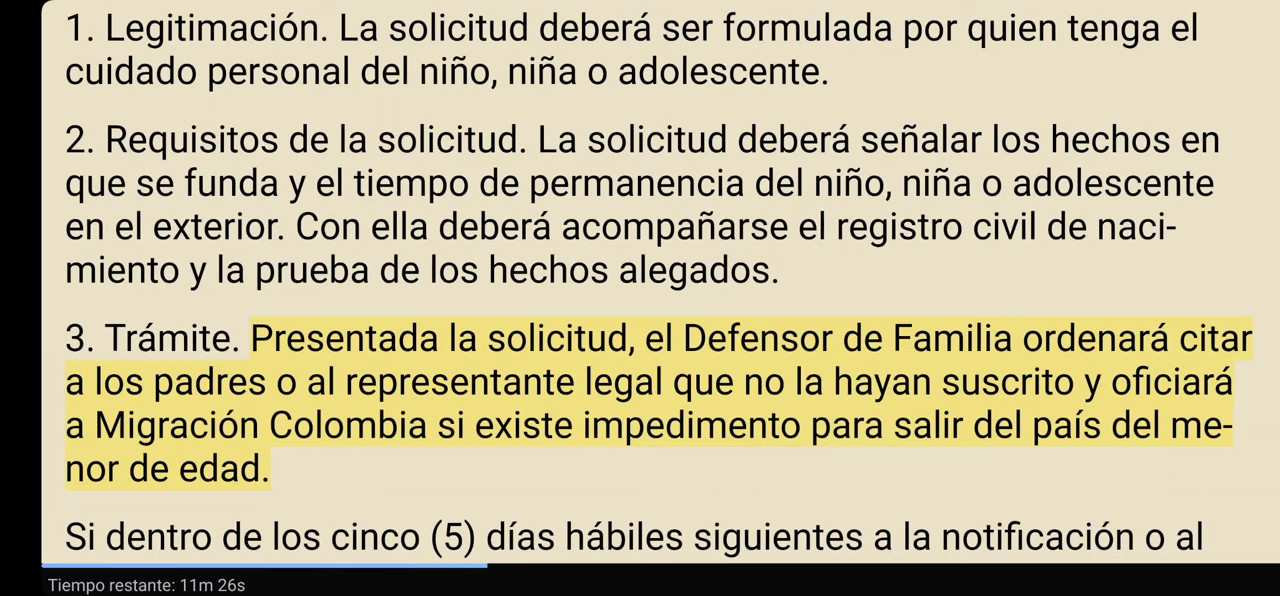 1. Legitimación. La solicitud deberá ser formulada por quien tenga el
cuidado personal del niño, niña o adolescente.
2. Requisitos de la solicitud. La solicitud deberá señalar los hechos en
que se funda y el tiempo de permanencia del niño, niña o adolescente
en el exterior. Con ella deberá acompañarse el registro civil de naci-
miento y la prueba de los hechos alegados.
3. Trámite. Presentada la solicitud, el Defensor de Familia ordenará citar
a los padres o al representante legal que no la hayan suscrito y oficiará
a Migración Colombia si existe impedimento para salir del país del me-
nor de edad.
Si dentro de los cinco (5) días hábiles siguientes a la notificación o al
Tiempo restante: 11m 26s